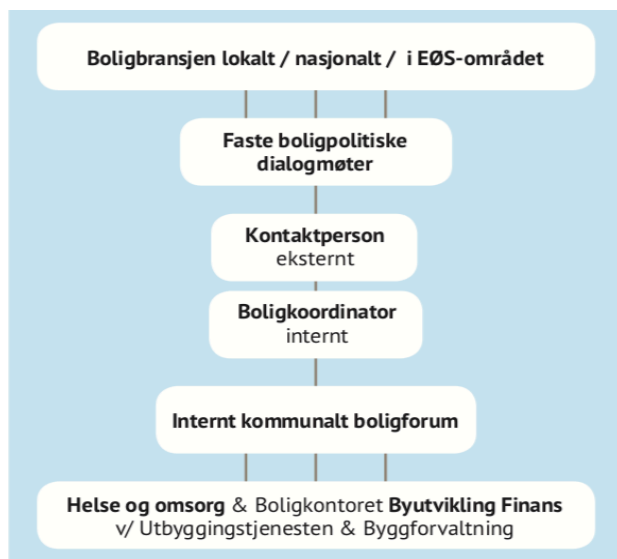 Boligbransjen lokalt / nasjonalt / i EØS-området
Faste boligpolitiske
dialogmøter
Kontaktperson
eksternt
Boligkoordinator
internt
Internt kommunalt boligforum
Helse og omsorg & Boligkontoret Byutvikling Finans
v/ Utbyggingstjenesten & Byggforvaltning